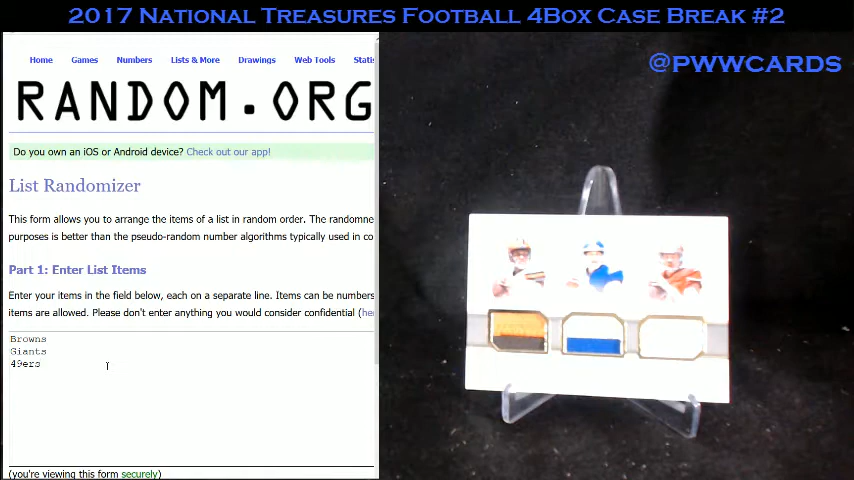 2017 National Treasures Football 4Box Case Break #2
@PWWCARDS
Home Games Numbers Lists & More Drawings Web Tools Statis
RANDOM.ORG
Do you own an iOS or Android device? Check out our app!
List Randomizer
This form allows you to arrange the items of a list in random order. The randomne
purposes is better than the pseudo-random number algorithms typically used in co
Part 1: Enter List Items
Enter your items in the field below, each on a separate line. Items can be numbers
items are allowed. Please don't enter anything you would consider confidential (he
Browns
Giants
49ers
(you're viewing this form securely)